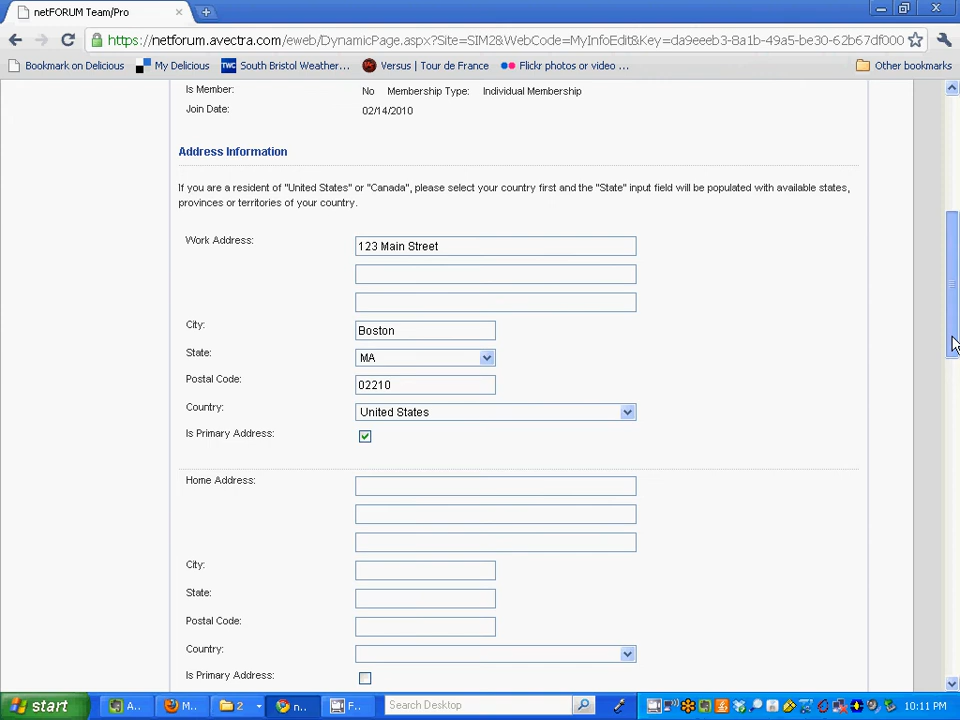 netFORUM Team/Pro
https://netforum.avectra.com/eweb/DynamicPage.aspx?Site=SIM2&WebCode=MyInfoEdit&Key=da9eeeb3-8a1b-49a5-be30-62b67df000
Bookmark on Delicious
My Delicious
TWC
South Bristol Weather...
Versus | Tour de France
Flickr photos or video ...
Other bookmarks
Is Member: No Membership Type: Individual Membership
Join Date: 02/14/2010
Address Information
If you are a resident of "United States" or "Canada", please select your country first and the "State" input field will be populated with available states,
provinces or territories of your country.
Work Address: 123 Main Street
City: Boston
State: MA
Postal Code: 02210
Country: United States
Is Primary Address:
Home Address:
City:
State:
Postal Code:
Country:
Is Primary Address:
start
A..
M..
2
n..
F..
Search Desktop
10:11 PM